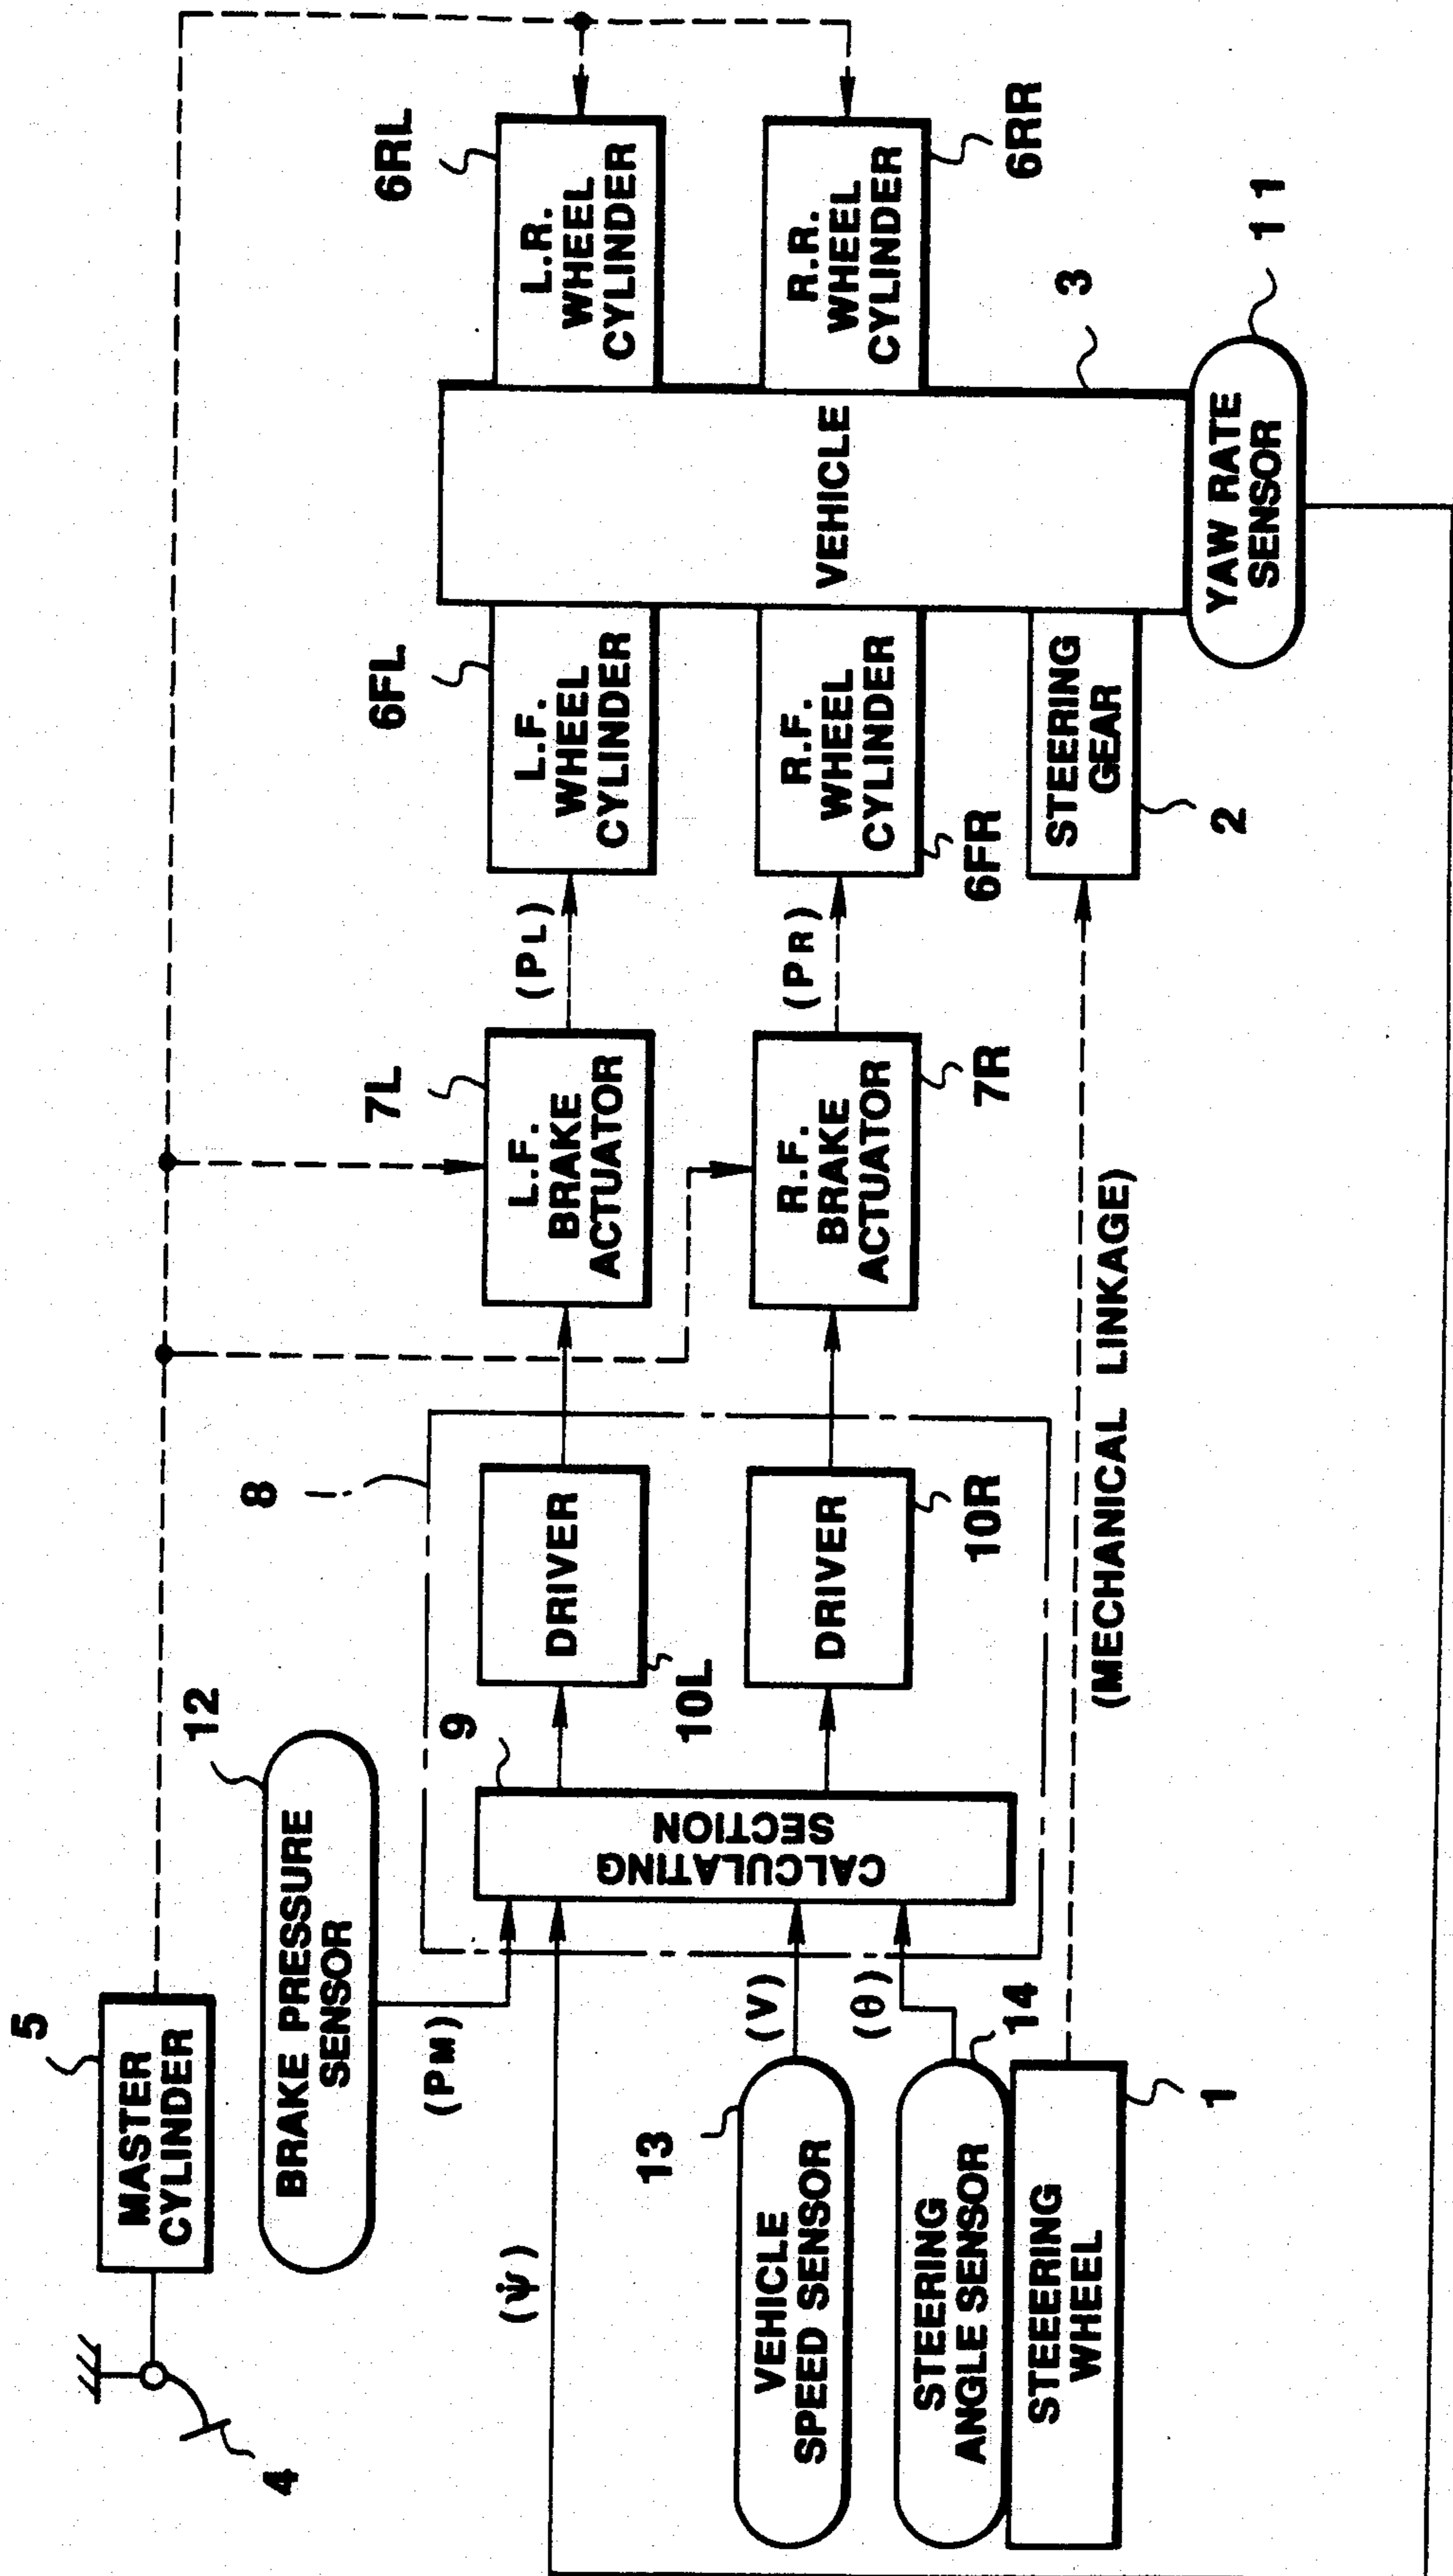 5
MASTER
CYLINDER
4
12
BRAKE PRESSURE
SENSOR
(PM)
(ψ̇)
8
9
CALCULATING
SECTION
DRIVER
10L
DRIVER
10R
7L
L.F.
BRAKE
ACTUATOR
(PL)
R.F.
BRAKE
ACTUATOR
7R
(PR)
6FL
L.F.
WHEEL
CYLINDER
R.F.
WHEEL
CYLINDER
6FR
6RL
L.R.
WHEEL
CYLINDER
R.R.
WHEEL
CYLINDER
6RR
VEHICLE
3
13
VEHICLE
SPEED SENSOR
(V)
(θ)
STEERING
ANGLE SENSOR
14
STEERING
WHEEL
1
(MECHANICAL LINKAGE)
STEERING
GEAR
2
YAW RATE
SENSOR
11